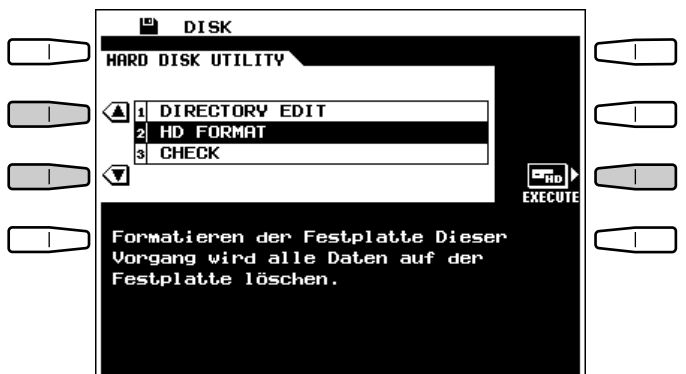 DISK
HARD DISK UTILITY
1 DIRECTORY EDIT
2 HD FORMAT
3 CHECK
HD
EXECUTE
Formatieren der Festplatte Dieser
Vorgang wird alle Daten auf der
Festplatte löschen.